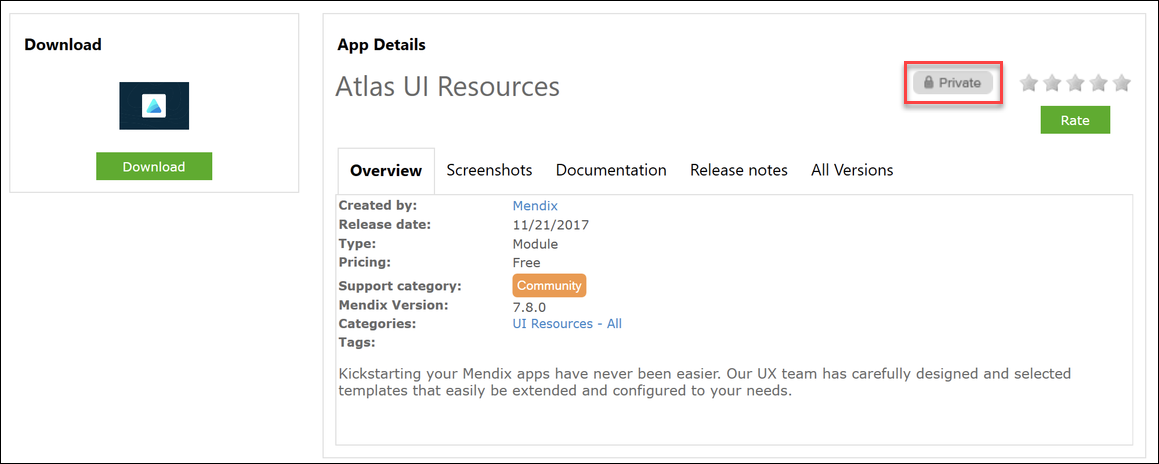 Download
Download
App Details
Atlas UI Resources
Private
Rate
Overview Screenshots Documentation Release notes All Versions
Created by: Mendix
Release date: 11/21/2017
Type: Module
Pricing: Free
Support category: Community
Mendix Version: 7.8.0
Categories: UI Resources - All
Tags:
Kickstarting your Mendix apps have never been easier. Our UX team has carefully designed and selected
templates that easily be extended and configured to your needs.